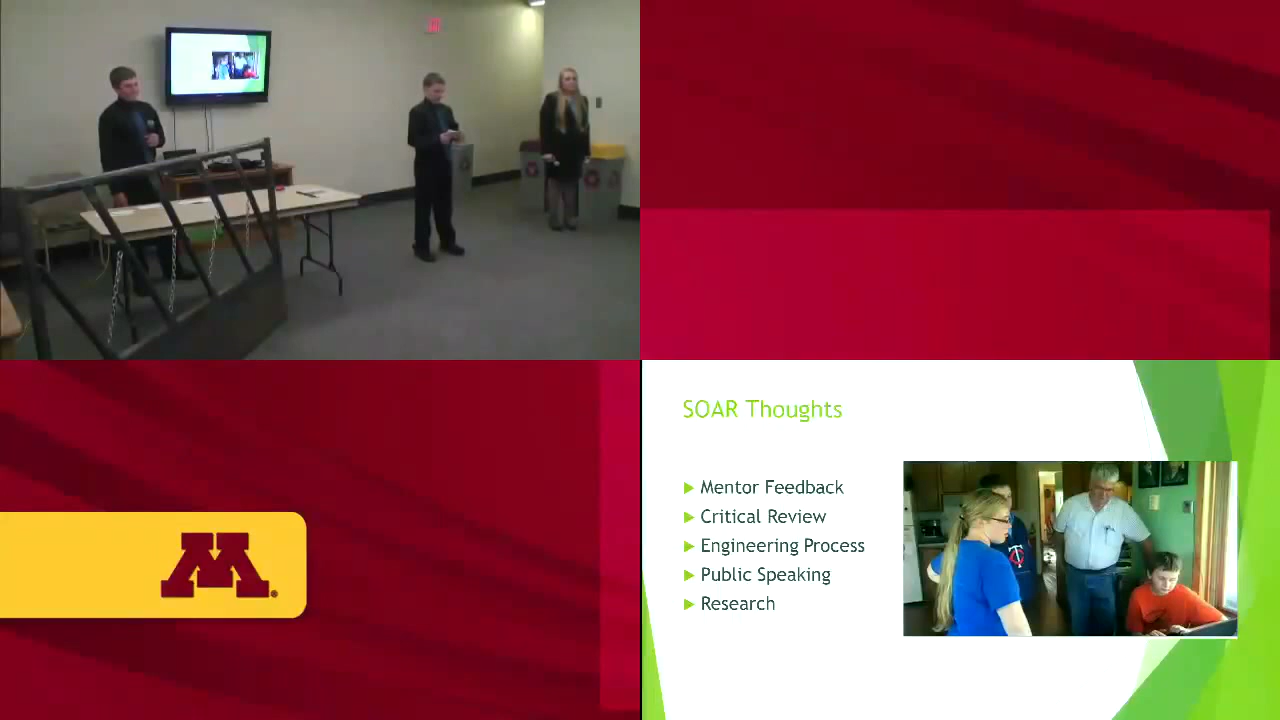 M
SOAR Thoughts
Mentor Feedback
Critical Review
Engineering Process
Public Speaking
Research